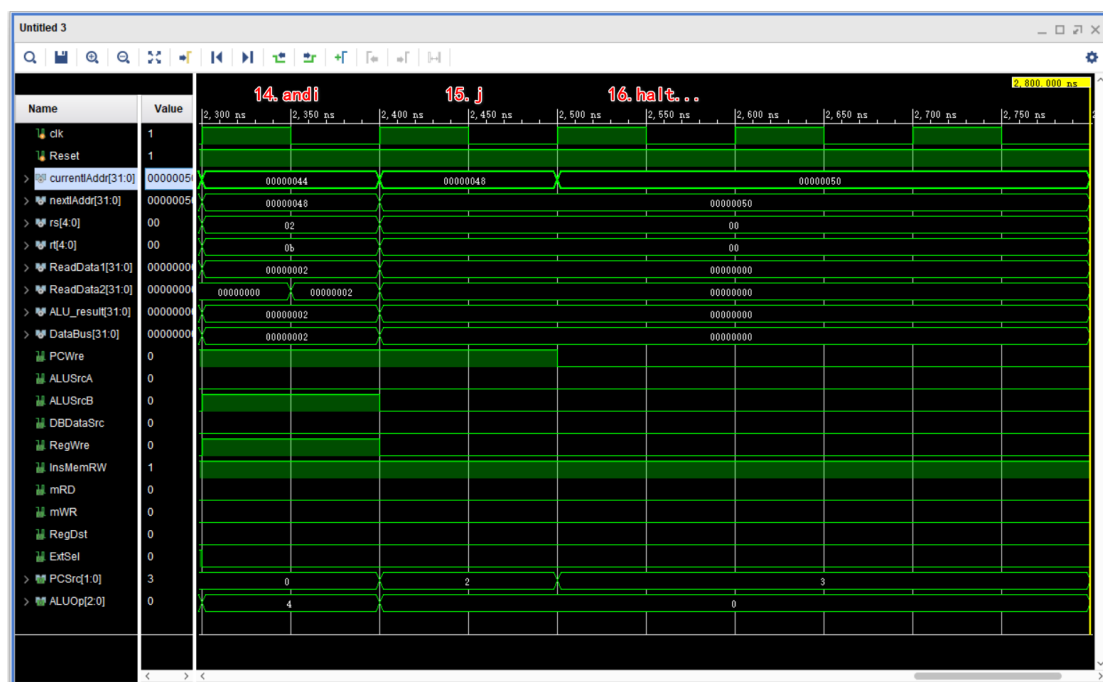 Untitled 3
2,800.000 ns
14. andi 15. j 16. halt...
Name Value 2,300 ns 2,350 ns 2,400 ns 2,450 ns 2,500 ns 2,550 ns 2,600 ns 2,650 ns 2,700 ns 2,750 ns
clk 1
Reset 1
currentIAddr[31:0] 00000050 00000044 00000048 00000050
nextIAddr[31:0] 00000050 00000048 00000050
rs[4:0] 00 02 00
rt[4:0] 00 0b 00
ReadData1[31:0] 00000000 00000002 00000000
ReadData2[31:0] 00000000 00000000 00000002 00000000
ALU_result[31:0] 00000000 00000002 00000000
DataBus[31:0] 00000000 00000002 00000000
PCWre 0
ALUSrcA 0
ALUSrcB 0
DBDataSrc 0
RegWre 0
InsMemRW 1
mRD 0
mWR 0
RegDst 0
ExtSel 0
PCSrc[1:0] 3 0 2 3
ALUOp[2:0] 0 4 0